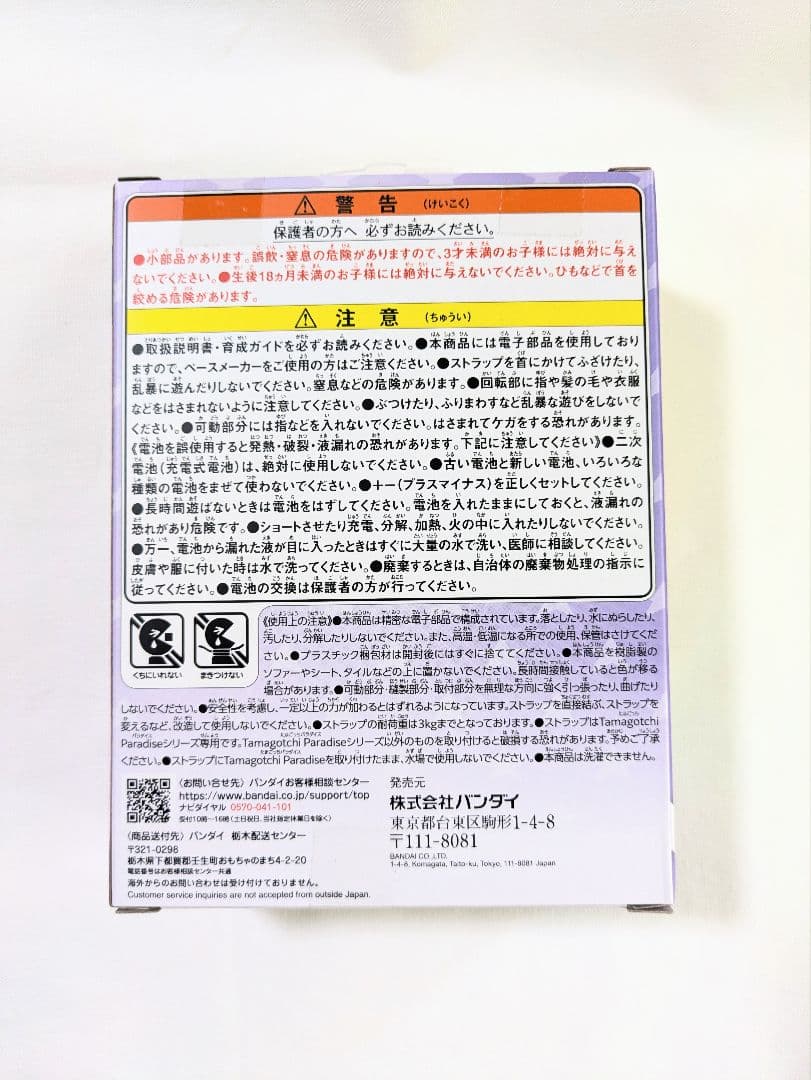 ⚠ 警告 (けいこく)
保護者の方へ 必ずお読みください。
●小部品があります。誤飲・窒息の危険がありますので、3才未満のお子様には絶対に与え
ないでください。●生後18ヵ月未満のお子様には絶対に与えないでください。ひもなどで首を
絞める危険があります。
⚠ 注意 (ちゅうい)
●取扱説明書・育成ガイドを必ずお読みください。●本商品には電子部品を使用しており
ますので、ペースメーカーをご使用の方はご注意ください。●ストラップを首にかけてふざけたり、
乱暴に遊んだりしないでください。窒息などの危険があります。●回転部に指や髪の毛や衣服
などをはさまれないように注意してください。●ぶつけたり、ふりまわすなど乱暴な遊びをしないで
ください。●可動部分には指などを入れないでください。はさまれてケガをする恐れがあります。
《電池を誤使用すると発熱・破裂・液漏れの恐れがあります。下記に注意してください》●二次
電池(充電式電池)は、絶対に使用しないでください。●古い電池と新しい電池、いろいろな
種類の電池をまぜて使わないでください。●+-(プラスマイナス)を正しくセットしてください。
●長時間遊ばないときは電池をはずしてください。電池を入れたままにしておくと、液漏れの
恐れがあり危険です。●ショートさせたり充電、分解、加熱、火の中に入れたりしないでください。
●万一、電池から漏れた液が目に入ったときはすぐに大量の水で洗い、医師に相談してください。
皮膚や服に付いた時は水で洗ってください。●廃棄するときは、自治体の廃棄物処理の指示に
従ってください。●電池の交換は保護者の方が行ってください。
くちにいれない
まきつけない
《使用上の注意》●本商品は精密な電子部品で構成されています。落としたり、水にぬらしたり、
汚したり、分解したりしないでください。また、高温・低温になる所での使用、保管はさけてくだ
さい。●プラスチック梱包材は開封後にはすぐに捨ててください。●本商品を樹脂製の
ソファーやシート、タイルなどの上に置かないでください。長時間接触していると色が移る
場合があります。●可動部分・縫製部分・取付部分を無理な方向に強く引っ張ったり、曲げたり
しないでください。●安全性を考慮し、一定以上の力が加わるとはずれるようになっています。ストラップを直接結ぶ、ストラップを
変えるなど、改造して使用しないでください。●ストラップの耐荷重は3kgまでとなっております。●ストラップはTamagotchi
Paradiseシリーズ専用です。Tamagotchi Paradiseシリーズ以外のものを取り付けると破損する恐れがあります。予めご了承
ください。●ストラップにTamagotchi Paradiseを取り付けたまま、水場で使用しないでください。●本商品は洗濯できません。
〈お問い合せ先〉バンダイお客様相談センター
https://www.bandai.co.jp/support/top
ナビダイヤル 0570-041-101
受付10時〜16時(土日祝日、当社指定休業日を除く)
〈商品送付先〉バンダイ 栃木配送センター
〒321-0298
栃木県下都賀郡壬生町おもちゃのまち4-2-20
電話番号はお客様相談センター共通
海外からのお問い合わせは受け付けておりません。
Customer service inquiries are not accepted from outside Japan.
発売元
株式会社バンダイ
東京都台東区駒形1-4-8
〒111-8081
BANDAI CO.,LTD.
1-4-8, Komagata, Taito-ku, Tokyo, 111-8081 Japan